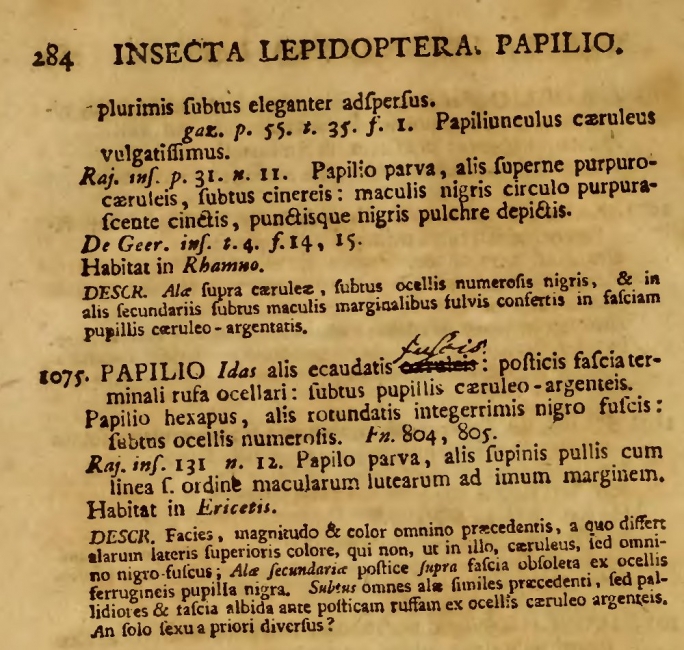 284 INSECTA LEPIDOPTERA. PAPILIO.
plurimis ſubtus eleganter adſperſus.
gaz. p. 55. t. 35. f. 1. Papiliunculus cæruleus
vulgatiſſimus.
Raj. inſ. p. 31. n. 11. Papilio parva, alis ſuperne purpuro-
cæruleis, ſubtus cinereis: maculis nigris circulo purpura-
ſcente cinctis, punctisque nigris pulchre depictis.
De Geer. inſ. t. 4. f. 14, 15.
Habitat in Rhamno.
DESCR. Alæ ſupra cæruleæ, ſubtus ocellis numeroſis nigris, & in
alis ſecundariis ſubtus maculis marginalibus fulvis confertis in faſciam
pupillis cæruleo-argentatis.
fuſcis
1075. PAPILIO Idas alis ecaudatis cæruleis: poſticis faſcia ter-
minali rufa ocellari: ſubtus pupillis cæruleo-argenteis.
Papilio hexapus, alis rotundatis integerrimis nigro fuſcis:
ſubtus ocellis numeroſis. Fn. 804, 805.
Raj. inſ. 131 n. 12. Papilo parva, alis ſupinis pullis cum
linea ſ. ordine macularum lutearum ad imum marginem.
Habitat in Ericetis.
DESCR. Facies, magnitudo & color omnino præcedentis, a quo differt
alarum lateris ſuperioris colore, qui non, ut in illo, cæruleus, ſed omni-
no nigro-fuſcus; Alæ ſecundariæ poſtice ſupra faſcia obſoleta ex ocellis
ferrugineis pupilla nigra. Subtus omnes alæ ſimiles præcedenti, ſed pal-
lidiores & faſcia albida ante poſticam ruffam ex ocellis cæruleo argenteis.
An ſolo ſexu a priori diverſus?